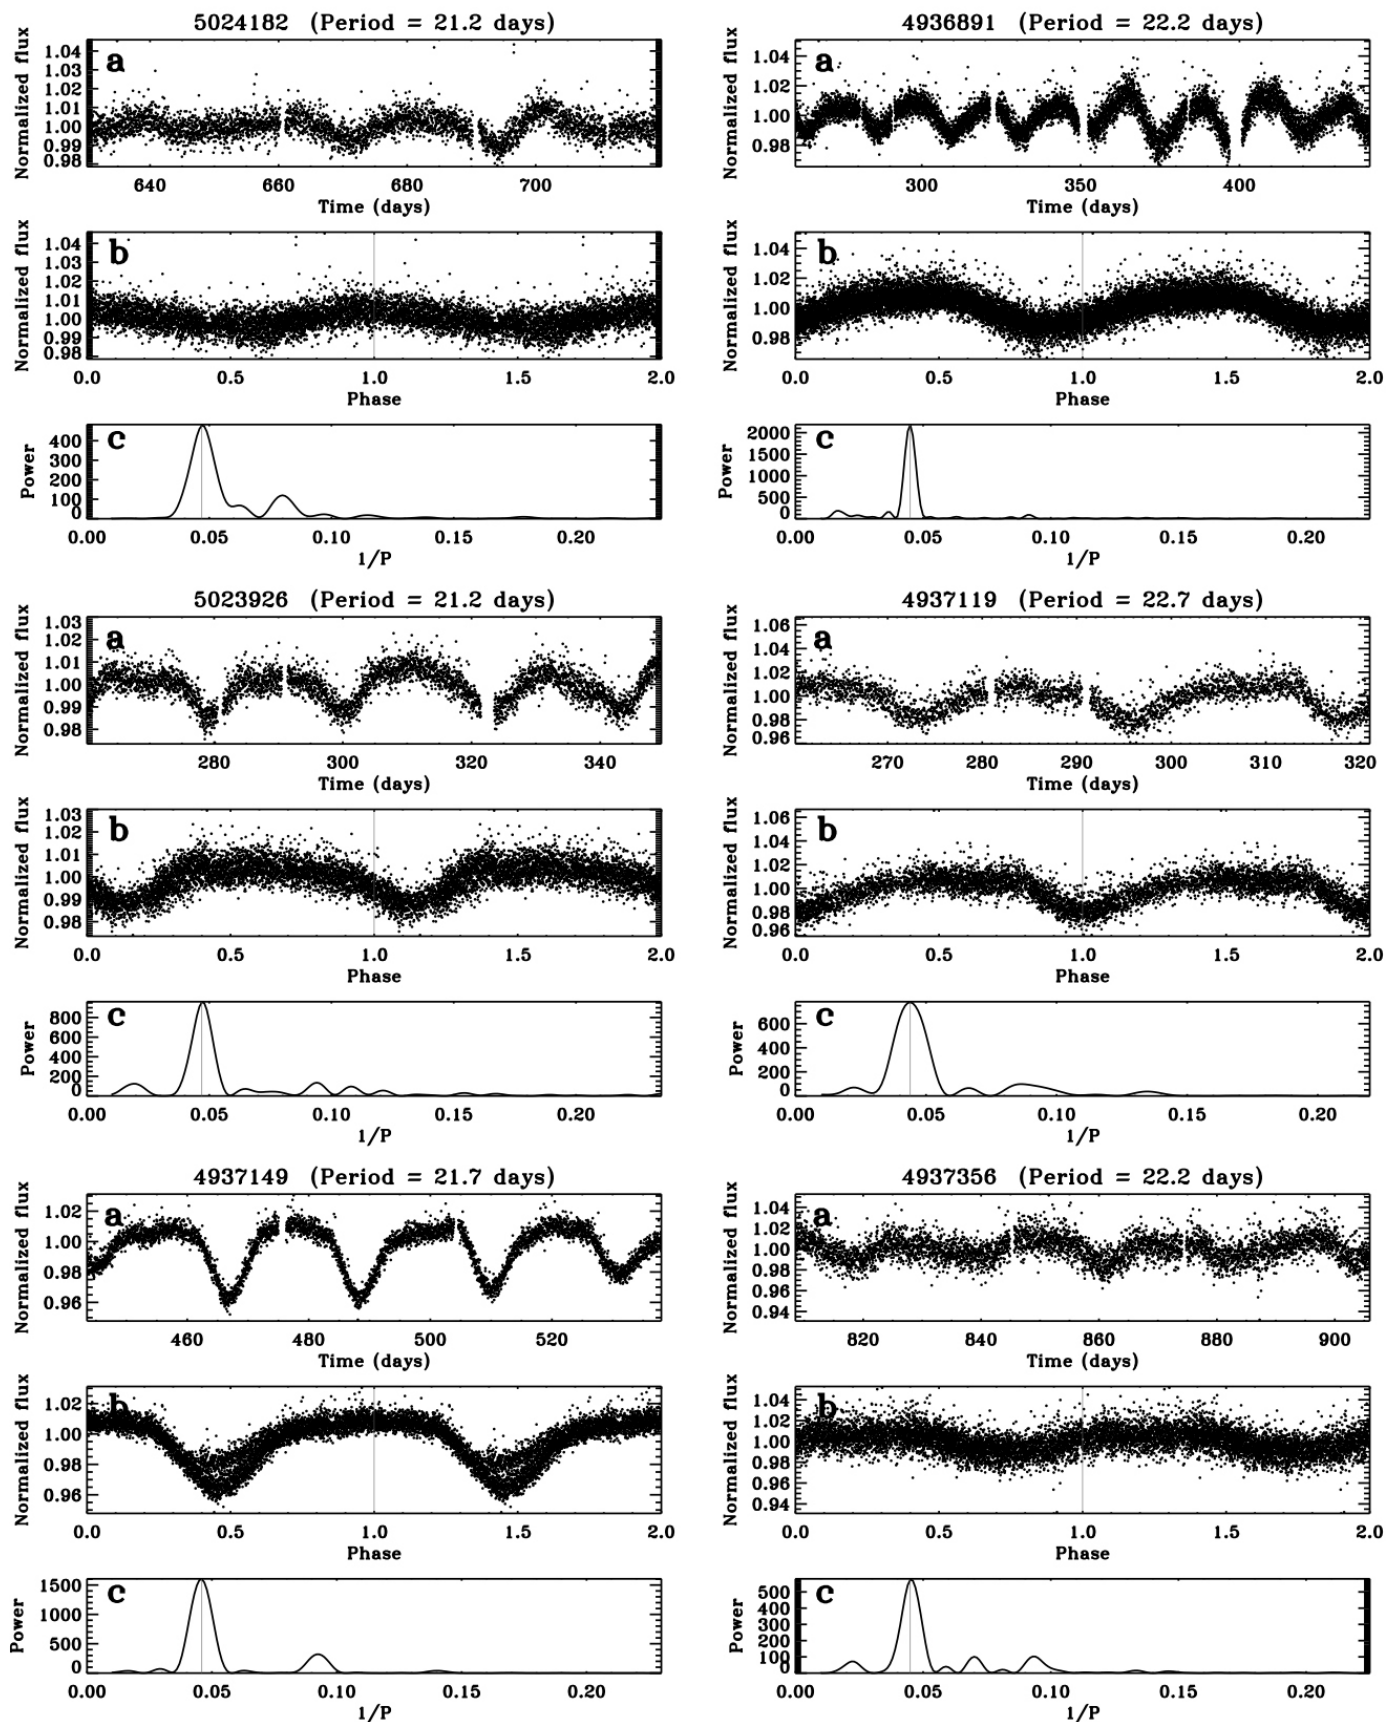 5024182 (Period = 21.2 days)
a
Normalized flux
1.04
1.03
1.02
1.01
1.00
0.99
0.98
640 660 680 700
Time (days)
b
Normalized flux
1.04
1.03
1.02
1.01
1.00
0.99
0.98
0.0 0.5 1.0 1.5 2.0
Phase
c
Power
400
300
200
100
0
0.00 0.05 0.10 0.15 0.20
1/P
4936891 (Period = 22.2 days)
a
Normalized flux
1.04
1.02
1.00
0.98
300 350 400
Time (days)
b
Normalized flux
1.04
1.02
1.00
0.98
0.0 0.5 1.0 1.5 2.0
Phase
c
Power
2000
1500
1000
500
0
0.00 0.05 0.10 0.15 0.20
1/P
5023926 (Period = 21.2 days)
a
Normalized flux
1.03
1.02
1.01
1.00
0.99
0.98
280 300 320 340
Time (days)
b
Normalized flux
1.03
1.02
1.01
1.00
0.99
0.98
0.0 0.5 1.0 1.5 2.0
Phase
c
Power
800
600
400
200
0
0.00 0.05 0.10 0.15 0.20
1/P
4937119 (Period = 22.7 days)
a
Normalized flux
1.06
1.04
1.02
1.00
0.98
0.96
270 280 290 300 310 320
Time (days)
b
Normalized flux
1.06
1.04
1.02
1.00
0.98
0.96
0.0 0.5 1.0 1.5 2.0
Phase
c
Power
600
400
200
0
0.00 0.05 0.10 0.15 0.20
1/P
4937149 (Period = 21.7 days)
a
Normalized flux
1.02
1.00
0.98
0.96
460 480 500 520
Time (days)
b
Normalized flux
1.02
1.00
0.98
0.96
0.0 0.5 1.0 1.5 2.0
Phase
c
Power
1500
1000
500
0
0.00 0.05 0.10 0.15 0.20
1/P
4937356 (Period = 22.2 days)
a
Normalized flux
1.04
1.02
1.00
0.98
0.96
0.94
820 840 860 880 900
Time (days)
b
Normalized flux
1.04
1.02
1.00
0.98
0.96
0.94
0.0 0.5 1.0 1.5 2.0
Phase
c
Power
500
400
300
200
100
0
0.00 0.05 0.10 0.15 0.20
1/P